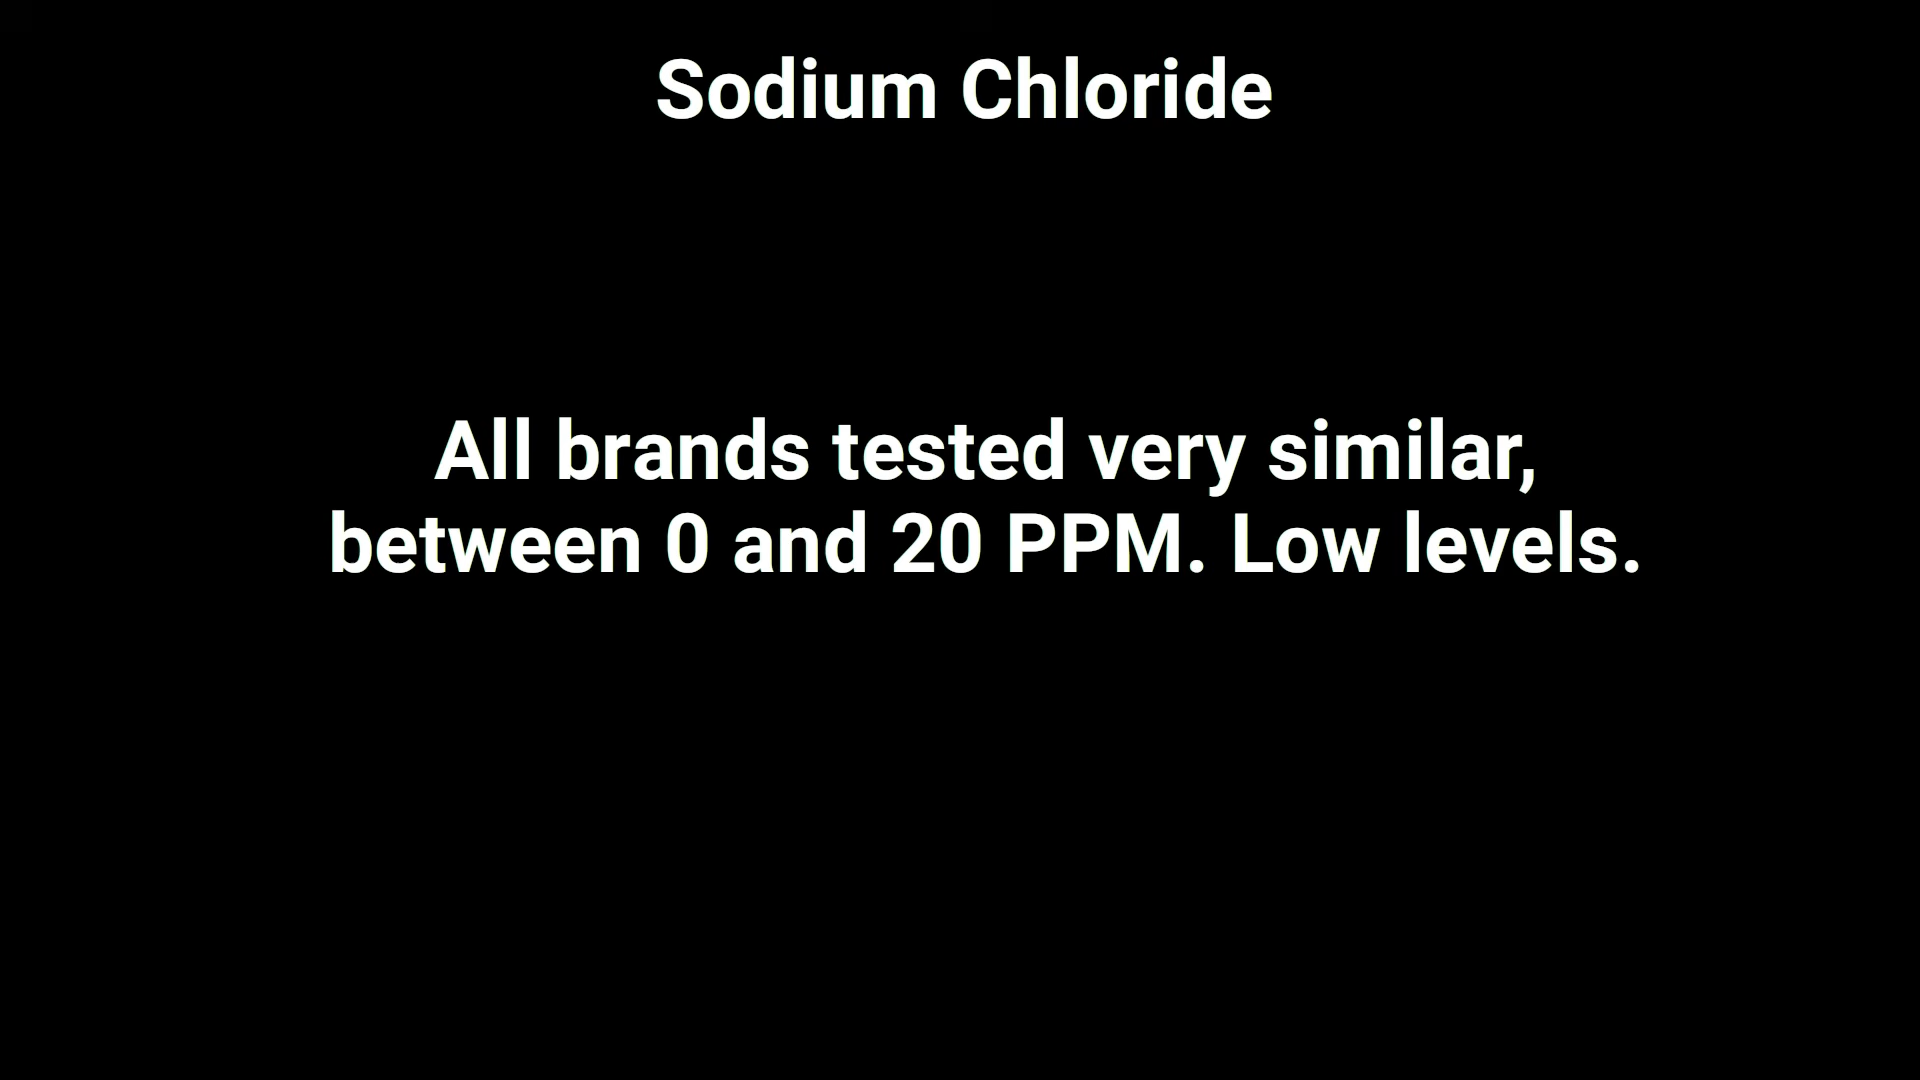 Sodium Chloride
All brands tested very similar,
between 0 and 20 PPM. Low levels.